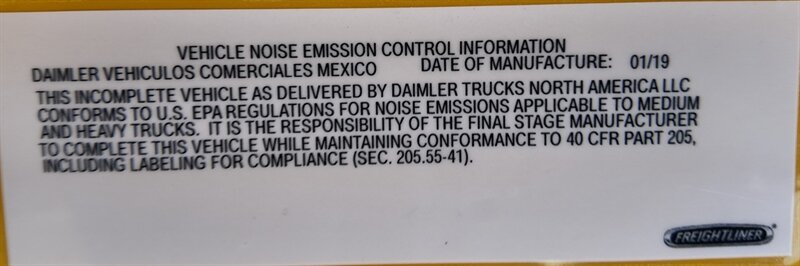 VEHICLE NOISE EMISSION CONTROL INFORMATION
DAIMLER VEHICULOS COMERCIALES MEXICO DATE OF MANUFACTURE: 01/19
THIS INCOMPLETE VEHICLE AS DELIVERED BY DAIMLER TRUCKS NORTH AMERICA LLC
CONFORMS TO U.S. EPA REGULATIONS FOR NOISE EMISSIONS APPLICABLE TO MEDIUM
AND HEAVY TRUCKS. IT IS THE RESPONSIBILITY OF THE FINAL STAGE MANUFACTURER
TO COMPLETE THIS VEHICLE WHILE MAINTAINING CONFORMANCE TO 40 CFR PART 205,
INCLUDING LABELING FOR COMPLIANCE (SEC. 205.55-41).
FREIGHTLINER